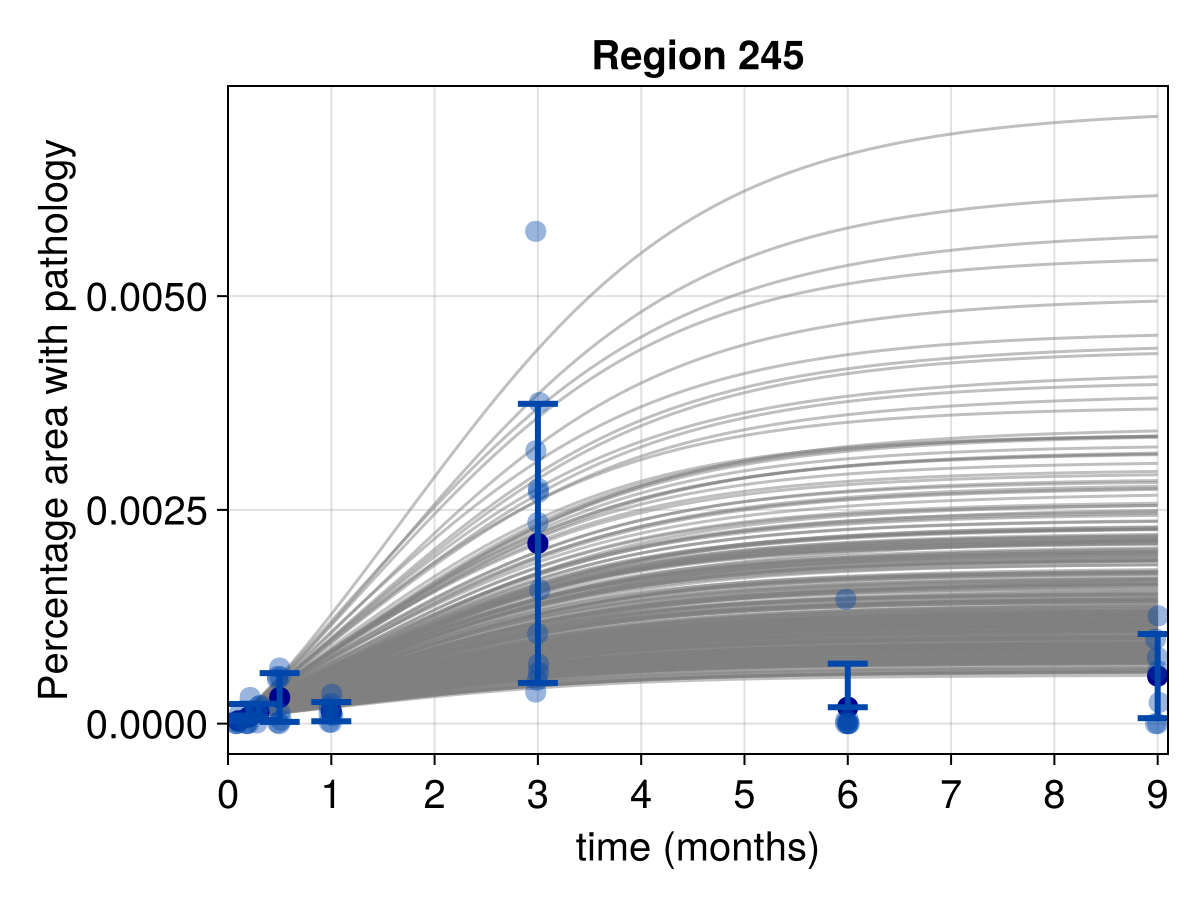 Region 245
Percentage area with pathology
0.0050
0.0025
0.0000
0 1 2 3 4 5 6 7 8 9
time (months)